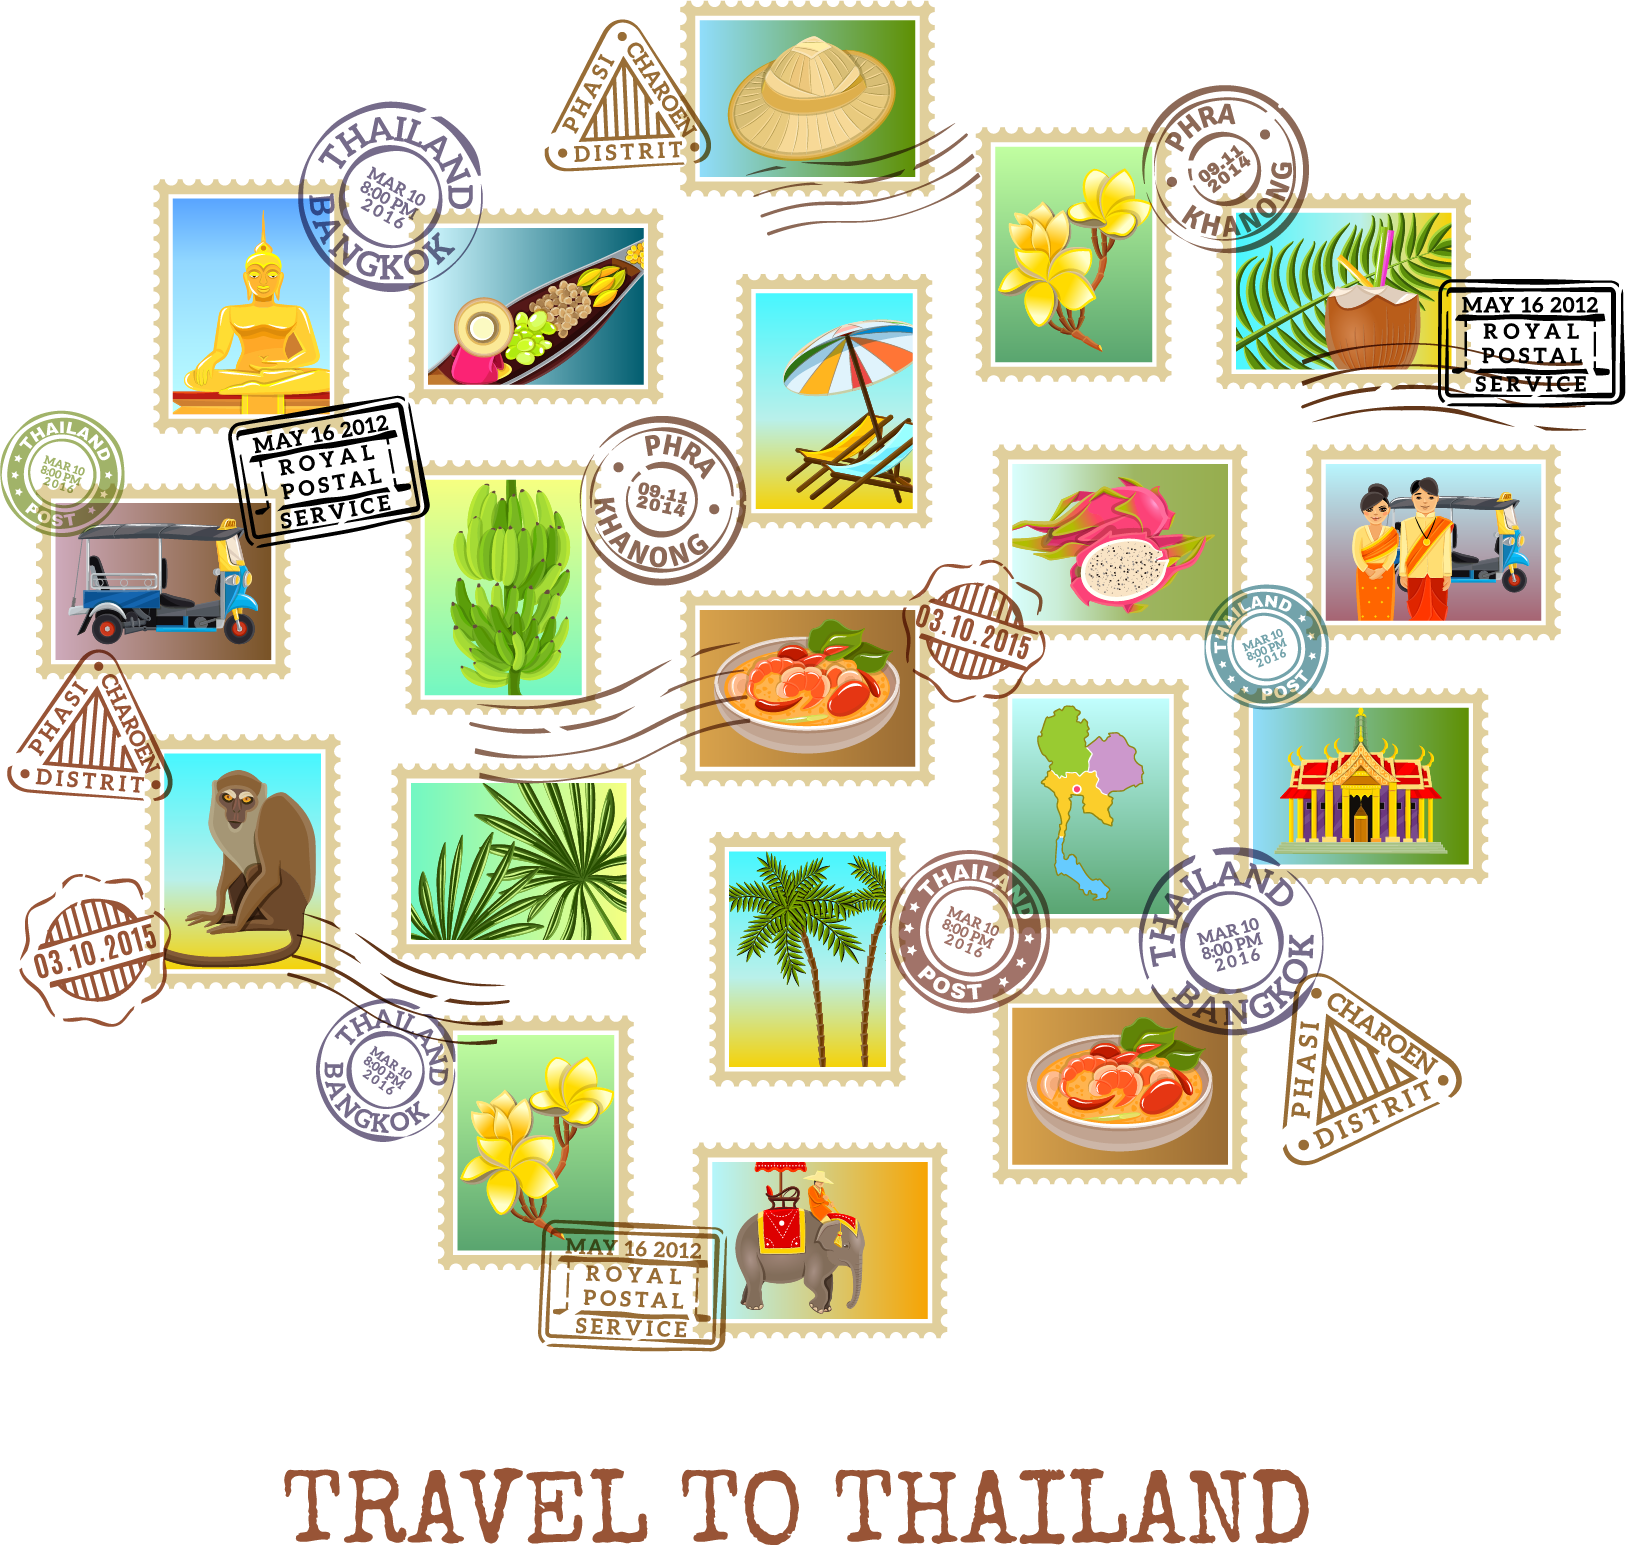 PHASI CHAROEN
DISTRIT
THAILAND
MAR 10
8:00 PM
2016
BANGKOK
PHRA
09.11
2014
KHANONG
MAY 16 2012
ROYAL
POSTAL
SERVICE
THAILAND
MAR 10
8:00 PM
2016
POST
MAY 16 2012
ROYAL
POSTAL
SERVICE
PHRA
09.11
2014
KHANONG
TAXI
TAXI
03.10.2015
THAILAND
MAR 10
8:00 PM
2016
POST
PHASI CHAROEN
DISTRIT
03.10.2015
THAILAND
MAR 10
8:00 PM
2016
POST
THAILAND
MAR 10
8:00 PM
2016
BANGKOK
THAILAND
MAR 10
8:00 PM
2016
BANGKOK
PHASI CHAROEN
DISTRIT
MAY 16 2012
ROYAL
POSTAL
SERVICE
TRAVEL TO THAILAND